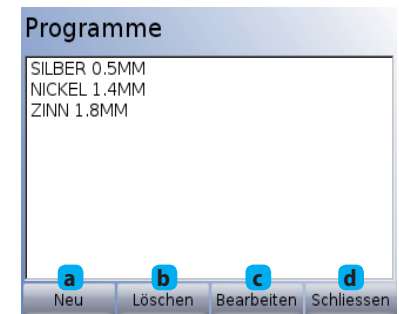 Programme
SILBER 0.5MM
NICKEL 1.4MM
ZINN 1.8MM
a b c d
Neu Löschen Bearbeiten Schliessen